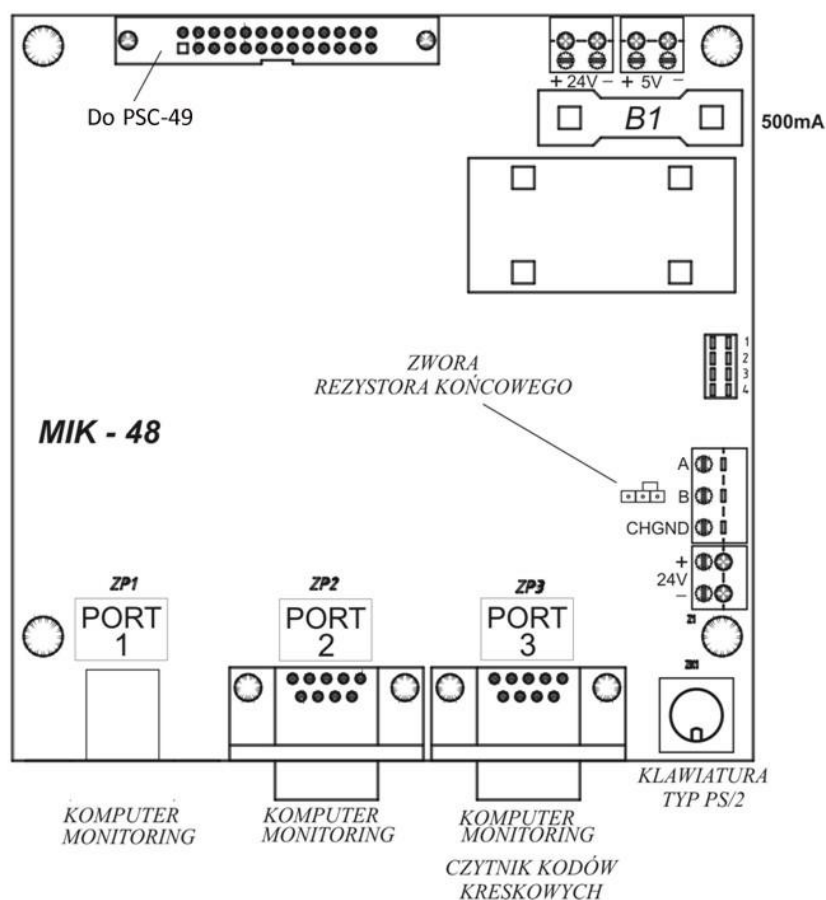 Do PSC-49
+ 24V - + 5V -
B1
500mA
1
2
3
4
ZWORA
REZYSTORA KOŃCOWEGO
MIK - 48
A
B
CHGND
+
24V
-
Z1
ZP1
PORT
1
ZP2
PORT
2
ZP3
PORT
3
ZK1
KOMPUTER
MONITORING
KOMPUTER
MONITORING
KOMPUTER
MONITORING
CZYTNIK KODÓW
KRESKOWYCH
KLAWIATURA
TYP PS/2